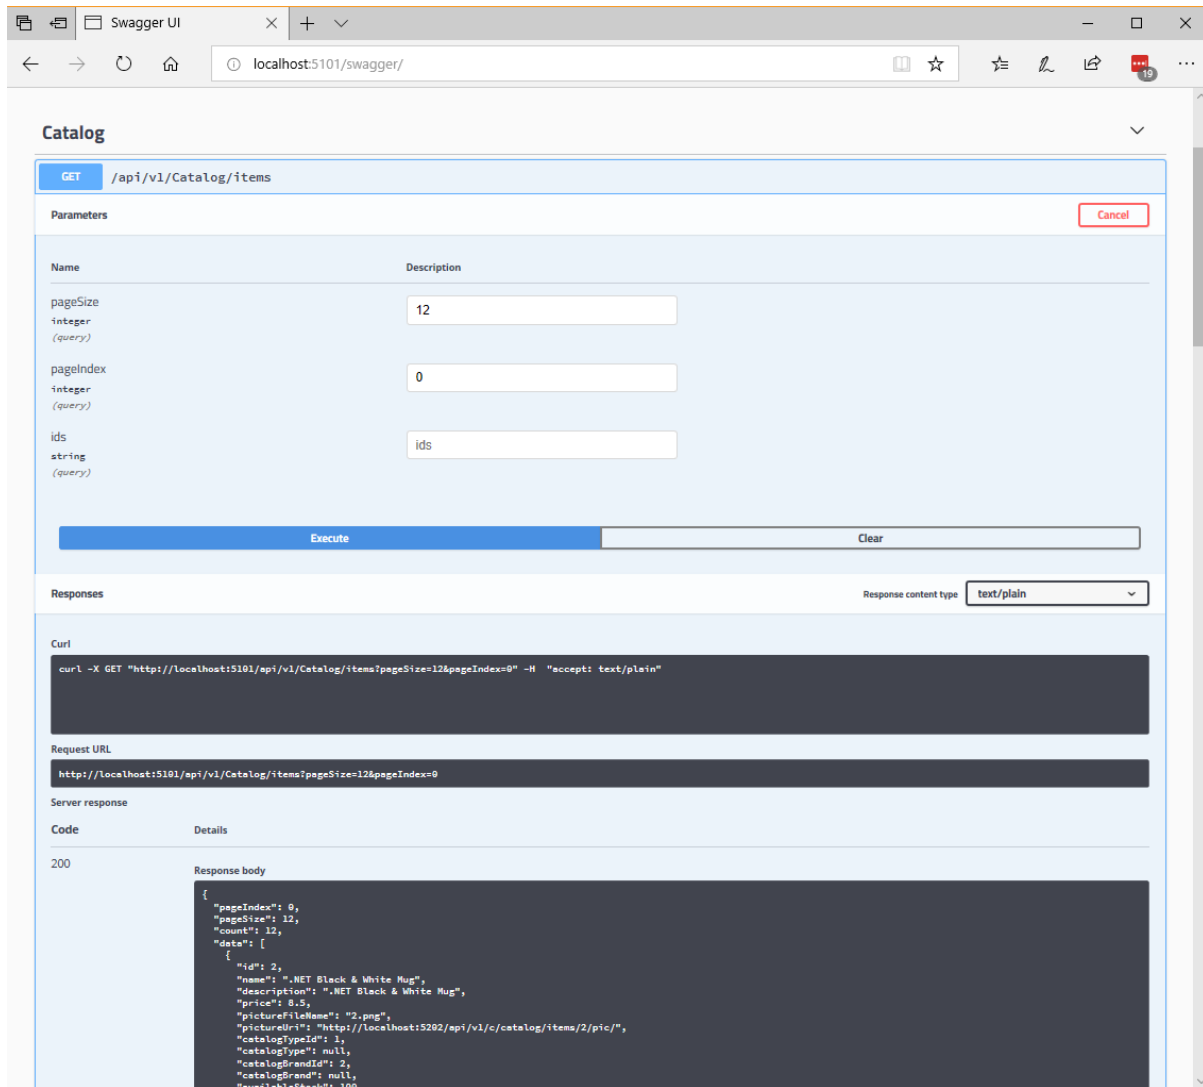 Swagger UI
localhost:5101/swagger/
19
Catalog
GET /api/v1/Catalog/items
Parameters Cancel
Name Description
pageSize 12
integer
(query)
pageIndex 0
integer
(query)
ids ids
string
(query)
Execute Clear
Responses Response content type text/plain
Curl
curl -X GET "http://localhost:5101/api/v1/Catalog/items?pageSize=12&pageIndex=0" -H  "accept: text/plain"
Request URL
http://localhost:5101/api/v1/Catalog/items?pageSize=12&pageIndex=0
Server response
Code Details
200
Response body
{
"pageIndex": 0,
"pageSize": 12,
"count": 12,
"data": [
{
"id": 2,
"name": ".NET Black & White Mug",
"description": ".NET Black & White Mug",
"price": 8.5,
"pictureFileName": "2.png",
"pictureUri": "http://localhost:5202/api/v1/c/catalog/items/2/pic/",
"catalogTypeId": 1,
"catalogType": null,
"catalogBrandId": 2,
"catalogBrand": null,
"availableStock": 100